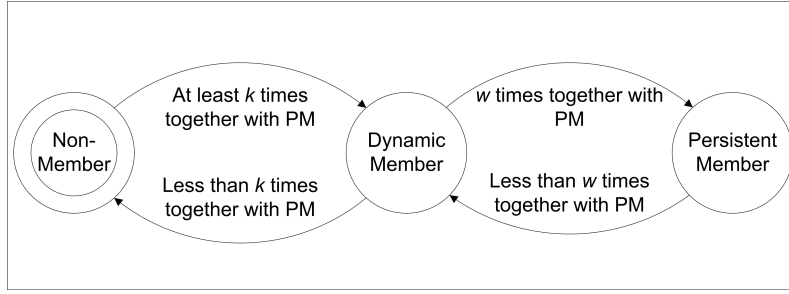 At least k times
together with PM
w times together with
PM
Non-
Member
Dynamic
Member
Persistent
Member
Less than k times
together with PM
Less than w times
together with PM